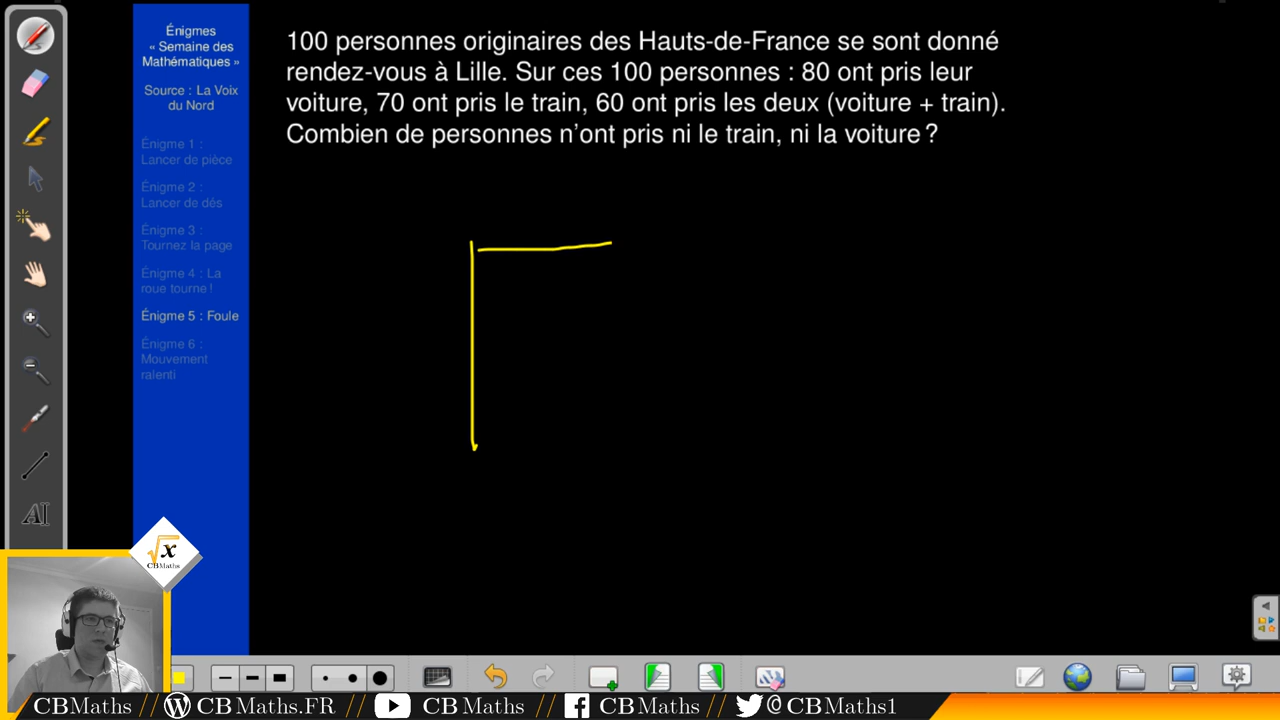 Énigmes
« Semaine des
Mathématiques »
Source : La Voix
du Nord
Énigme 1 :
Lancer de pièce
Énigme 2 :
Lancer de dés
Énigme 3 :
Tournez la page
Énigme 4 : La
roue tourne !
Énigme 5 : Foule
Énigme 6 :
Mouvement
ralenti
100 personnes originaires des Hauts-de-France se sont donné
rendez-vous à Lille. Sur ces 100 personnes : 80 ont pris leur
voiture, 70 ont pris le train, 60 ont pris les deux (voiture + train).
Combien de personnes n’ont pris ni le train, ni la voiture ?
AI
√x
CBMaths
CBMaths // CBMaths.FR // CBMaths // CBMaths // @CBMaths1